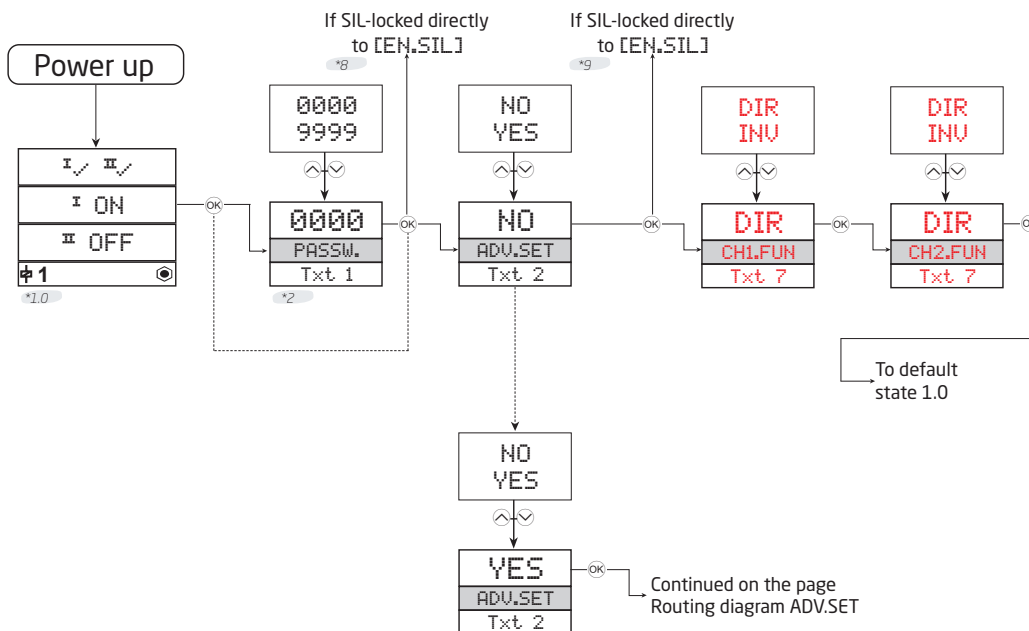 If SIL-locked directly
to [EN.SIL]
*8
If SIL-locked directly
to [EN.SIL]
*9
Power up
0000
9999
NO
YES
DIR
INV
DIR
INV
I✓ II✓
I ON
II OFF
1
*1.0
OK
0000
PASSW.
Txt 1
*2
OK
NO
ADV.SET
Txt 2
OK
DIR
CH1.FUN
Txt 7
OK
DIR
CH2.FUN
Txt 7
To default
state 1.0
NO
YES
YES
ADV.SET
Txt 2
OK
Continued on the page
Routing diagram ADV.SET